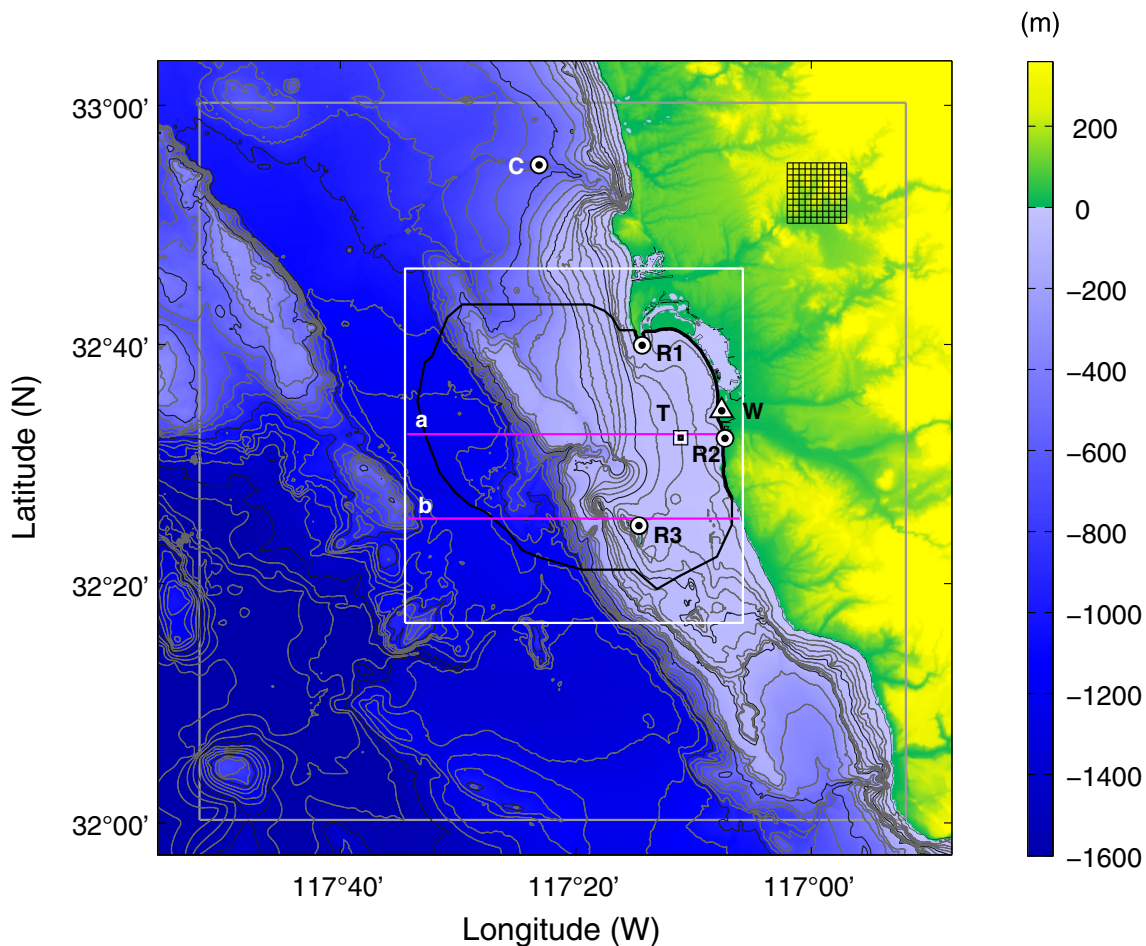 (m)
33°00’
32°40’
32°20’
32°00’
Latitude (N)
C
R1
T
W
a
R2
b
R3
200
0
−200
−400
−600
−800
−1000
−1200
−1400
−1600
117°40’
117°20’
117°00’
Longitude (W)